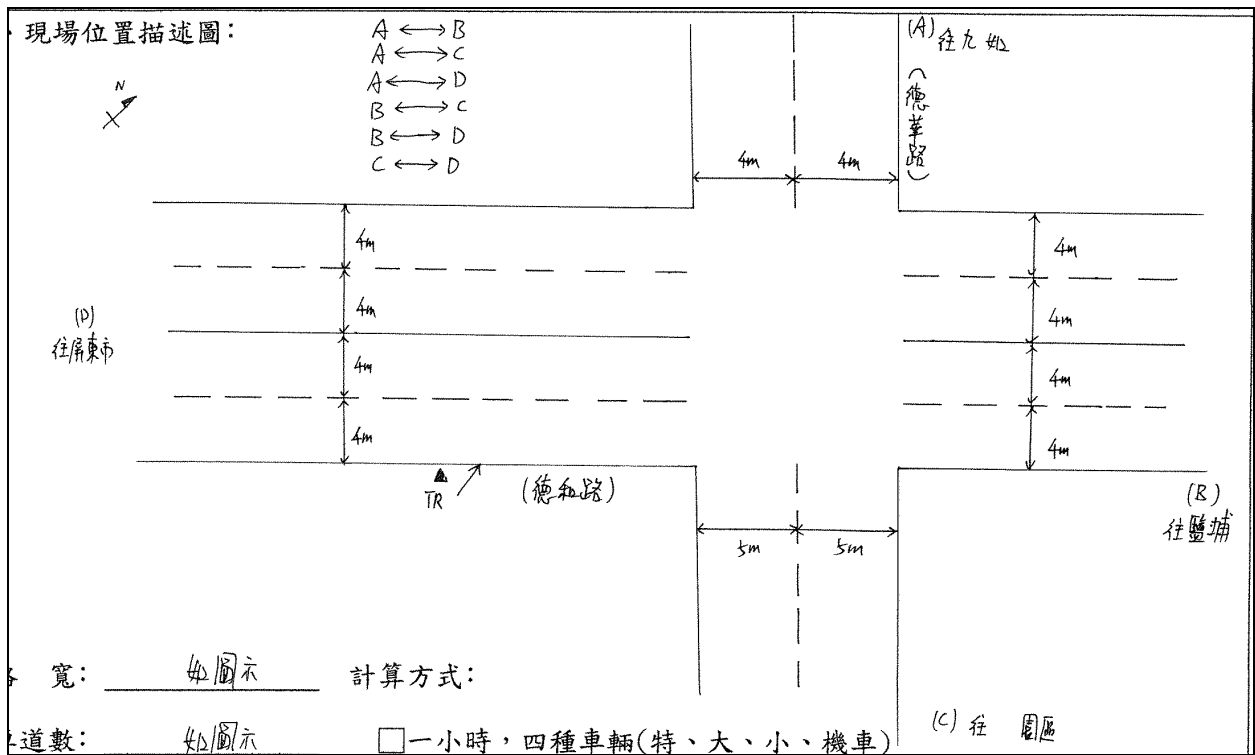 現場位置描述圖：
A ⟷ B
A ⟷ C
A ⟷ D
B ⟷ C
B ⟷ D
C ⟷ D
N
(A) 往九如
(德華路)
4m
4m
4m
4m
4m
4m
4m
4m
4m
4m
(D)
往屏東市
TR
(德和路)
(B)
往鹽埔
5m
5m
寬： 如圖示
計算方式：
道數： 如圖示
□一小時，四種車輛(特、大、小、機車)
(C) 往 園區